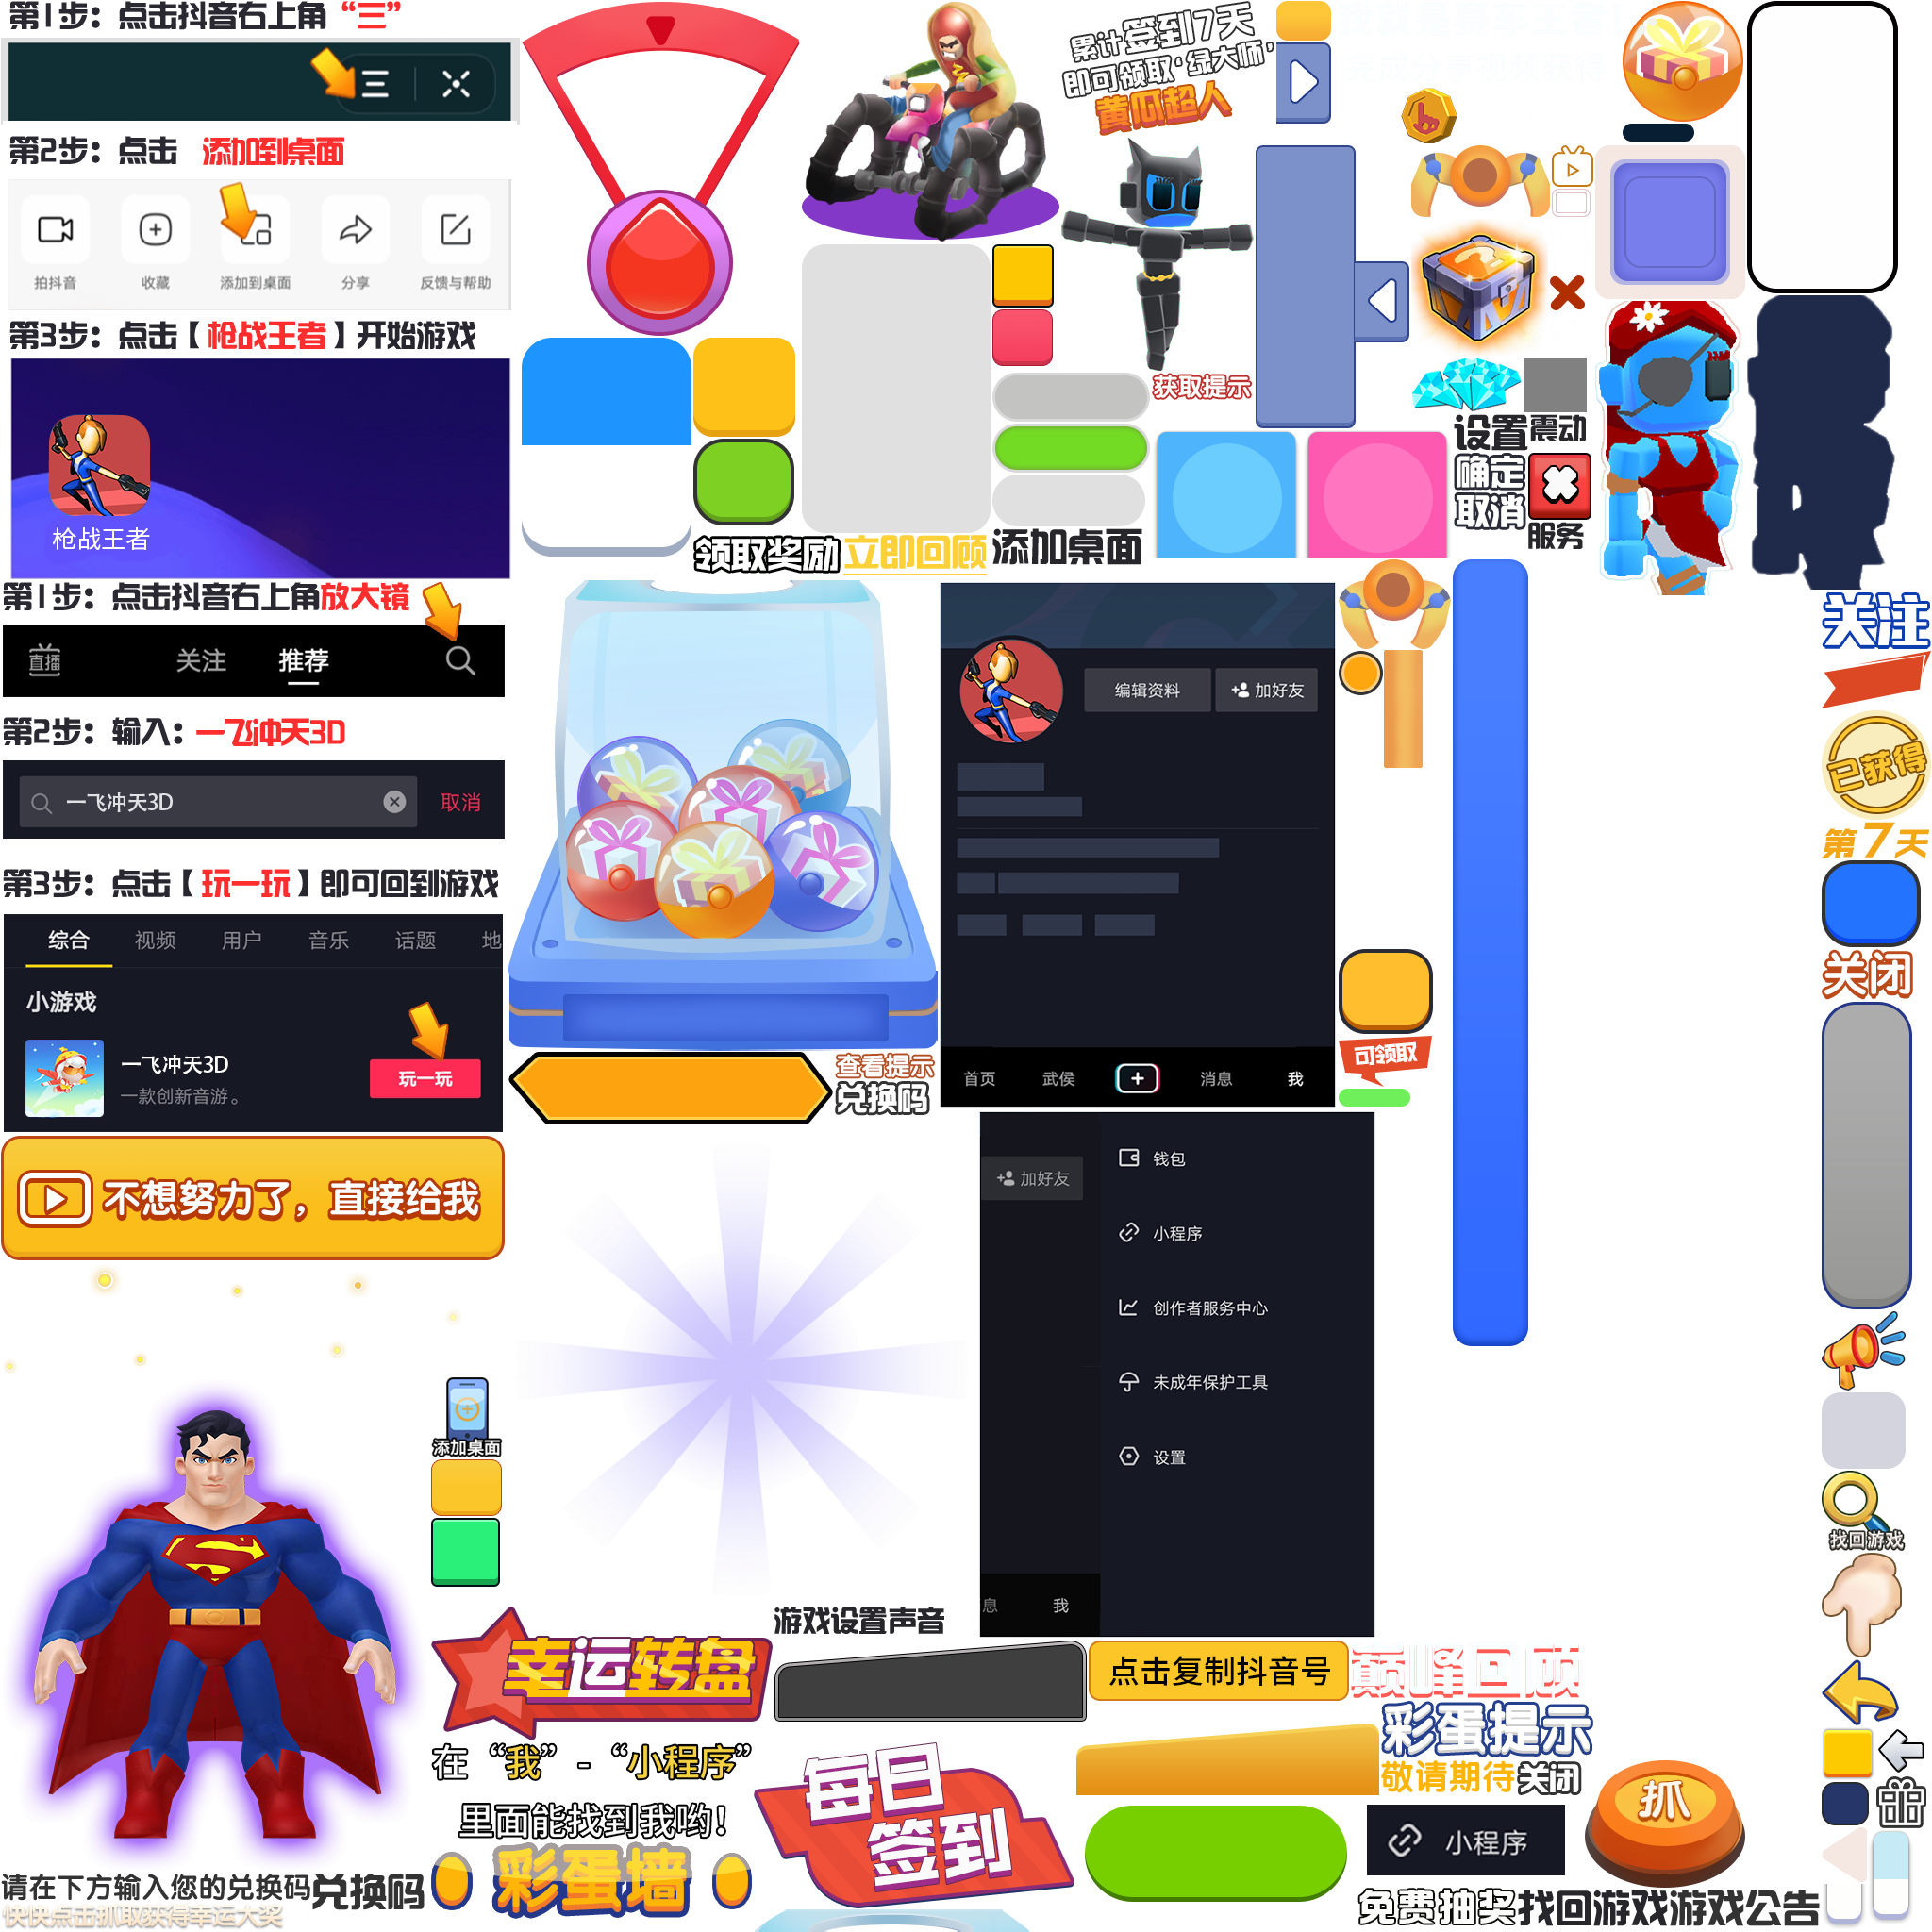 第1步：点击抖音右上角“三”
第2步：点击 添加到桌面
拍抖音
收藏
添加到桌面
分享
反馈与帮助
第3步：点击【枪战王者】开始游戏
枪战王者
第1步：点击抖音右上角放大镜
直播
关注
推荐
第2步：输入：一飞冲天3D
一飞冲天3D
取消
第3步：点击【玩一玩】即可回到游戏
综合
视频
用户
音乐
话题
地
小游戏
一飞冲天3D
一款创新音游。
玩一玩
不想努力了，直接给我
添加桌面
请在下方输入您的兑换码
兑换码
快快点击抓取获得幸运大奖
累计签到7天
即可领取‘绿大师’
黄瓜超人
获取提示
领取奖励
立即回顾
添加桌面
设置
震动
确定
取消
服务
编辑资料
加好友
首页
武侯
消息
我
查看提示
兑换码
可领取
加好友
钱包
小程序
创作者服务中心
未成年保护工具
设置
息
我
关注
已获得
第7天
关闭
找回游戏
幸运转盘
游戏设置声音
点击复制抖音号
巅峰回顾
在“我”-“小程序”
里面能找到我哟！
彩蛋墙
每日
签到
彩蛋提示
敬请期待
关闭
小程序
抓
免费抽奖
找回游戏
游戏公告